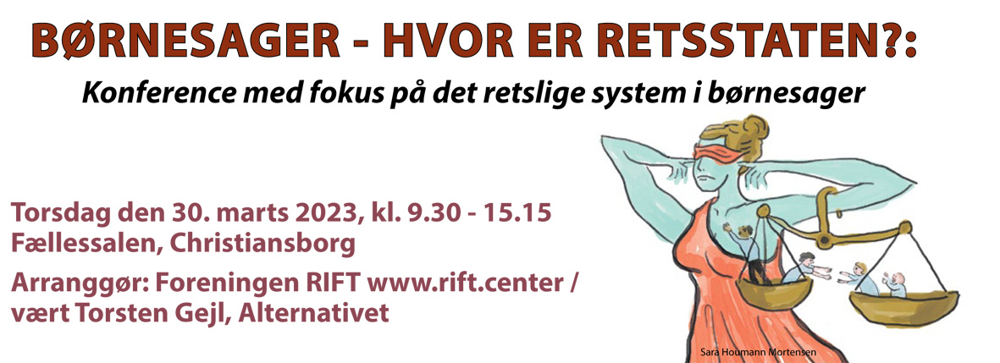 BØRNESAGER - HVOR ER RETSSTATEN?:
Konference med fokus på det retslige system i børnesager
Torsdag den 30. marts 2023, kl. 9.30 - 15.15
Fællessalen, Christiansborg
Arranggør: Foreningen RIFT www.rift.center /
vært Torsten Gejl, Alternativet
Sara Houmann Mortensen